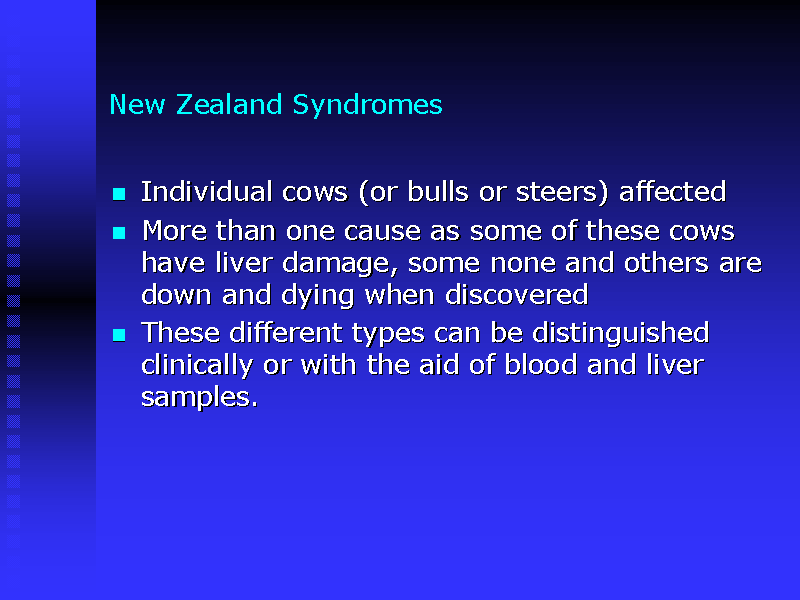 New Zealand Syndromes
Individual cows (or bulls or steers) affected
More than one cause as some of these cows
have liver damage, some none and others are
down and dying when discovered
These different types can be distinguished
clinically or with the aid of blood and liver
samples.